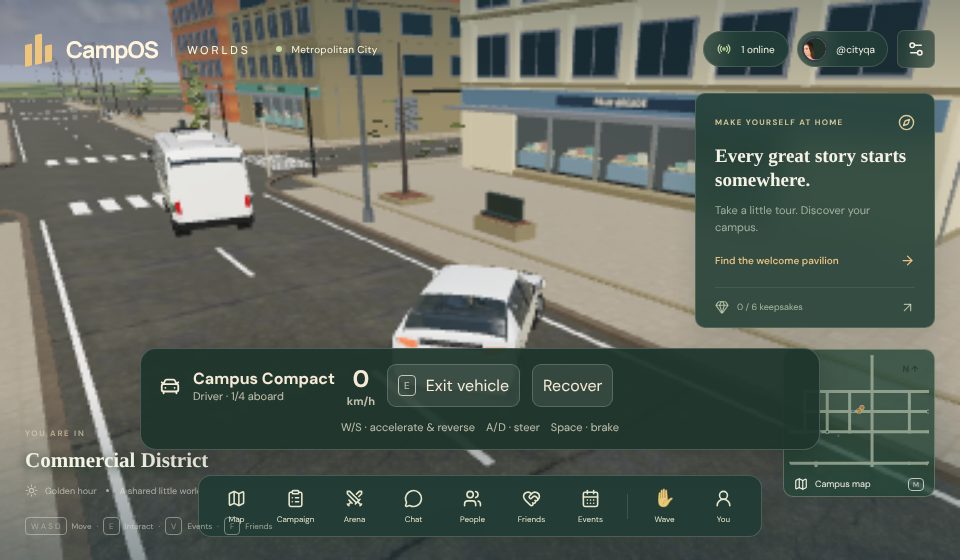 CampOS
WORLDS
Metropolitan City
1 online
@cityqa
MAKE YOURSELF AT HOME
Every great story starts
somewhere.
Take a little tour. Discover your
campus.
Find the welcome pavilion
0 / 6 keepsakes
Campus Compact
Driver · 1/4 aboard
0
km/h
E Exit vehicle
Recover
W/S · accelerate & reverse A/D · steer Space · brake
N
Campus map
M
YOU ARE IN
Commercial District
Golden hour • A shared little
WASD Move · E Interact · V Events · F Friends
Map
Campaign
Arena
Chat
People
Friends
Events
Wave
You